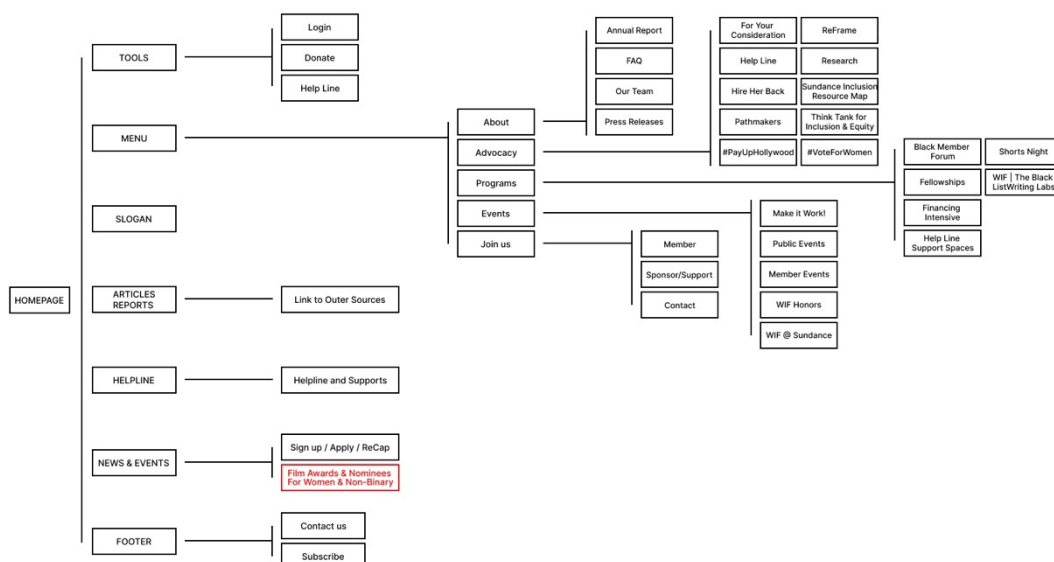 HOMEPAGE
TOOLS
Login
Donate
Help Line
MENU
About
Annual Report
FAQ
Our Team
Press Releases
Advocacy
For Your
Consideration
Help Line
Hire Her Back
Pathmakers
#PayUpHollywood
ReFrame
Research
Sundance Inclusion
Resource Map
Think Tank for
Inclusion & Equity
#VoteForWomen
Programs
Black Member
Forum
Fellowships
Financing
Intensive
Help Line
Support Spaces
Shorts Night
WIF | The Black
ListWriting Labs
Events
Make it Work!
Public Events
Member Events
WIF Honors
WIF @ Sundance
Join us
Member
Sponsor/Support
Contact
SLOGAN
ARTICLES
REPORTS
Link to Outer Sources
HELPLINE
Helpline and Supports
NEWS & EVENTS
Sign up / Apply / ReCap
Film Awards & Nominees
For Women & Non-Binary
FOOTER
Contact us
Subscribe